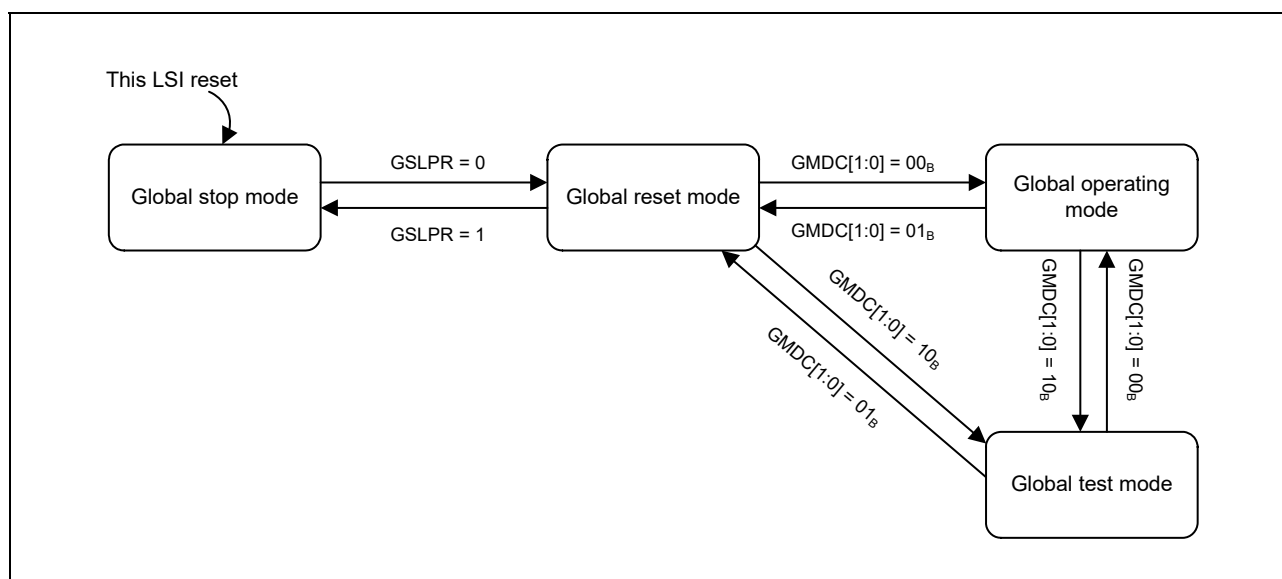 This LSI reset
Global stop mode
GSLPR = 0
GSLPR = 1
Global reset mode
GMDC[1:0] = 00B
GMDC[1:0] = 01B
Global operating
mode
GMDC[1:0] = 10B
GMDC[1:0] = 01B
GMDC[1:0] = 10B
GMDC[1:0] = 00B
Global test mode